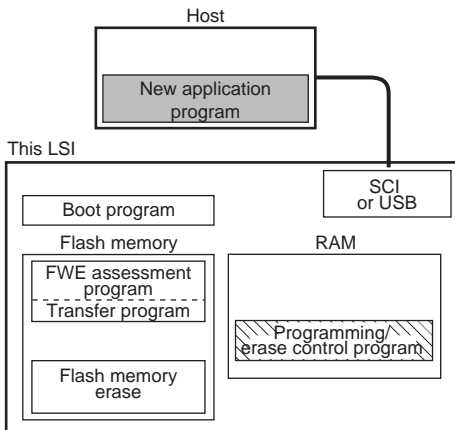 Host
New application
program
This LSI
SCI
or USB
Boot program
Flash memory
RAM
FWE assessment
program
Transfer program
Programming/
erase control program
Flash memory
erase